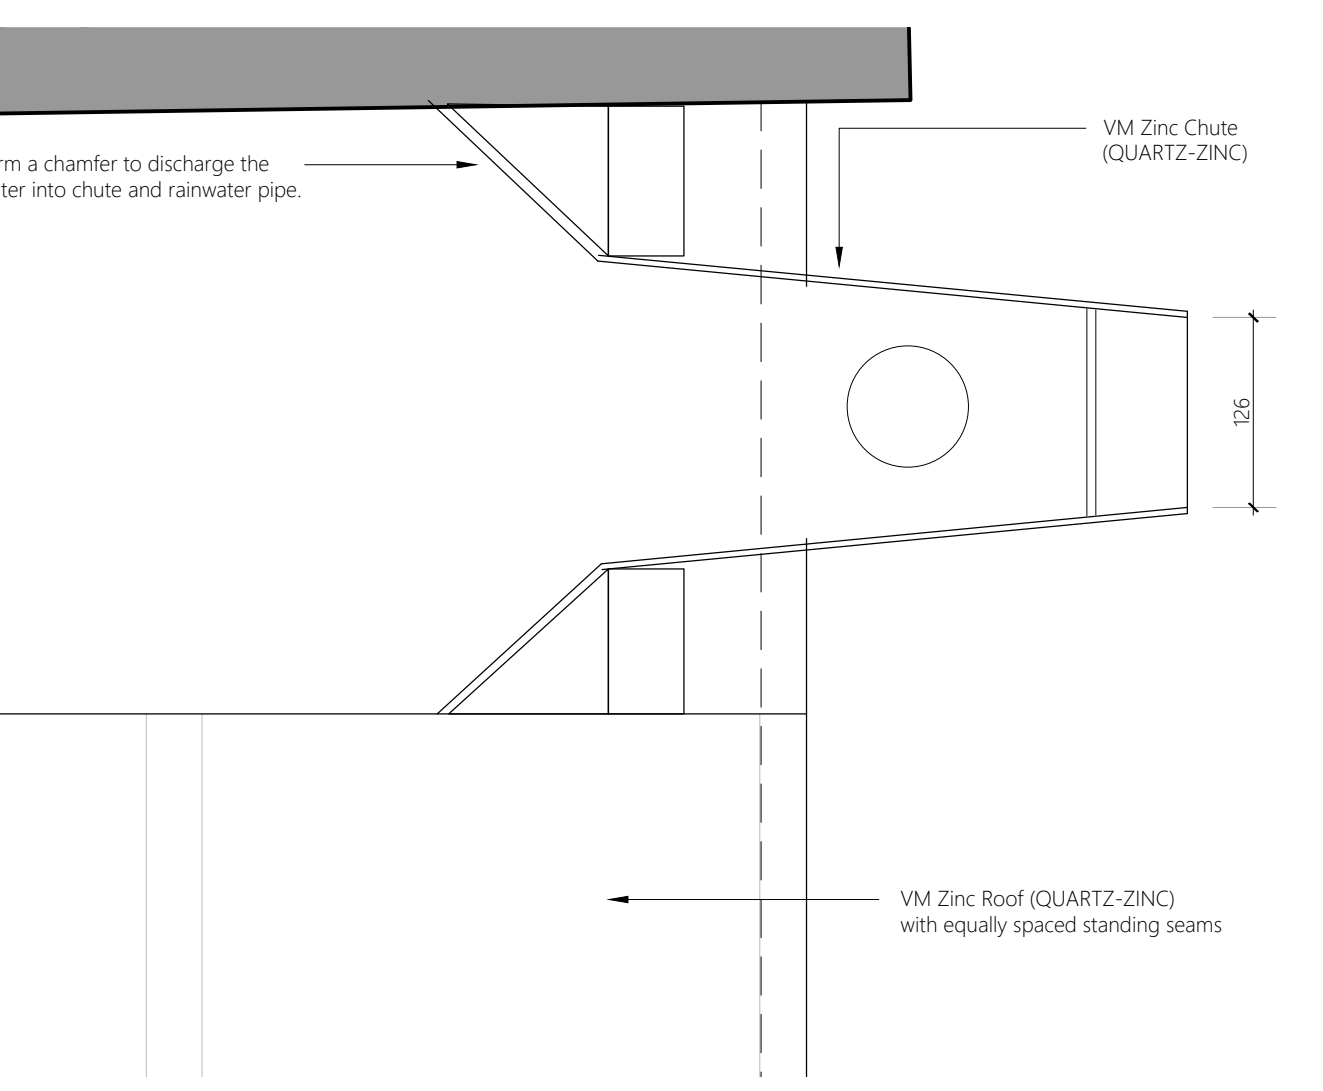 VM Zinc Chute
(QUARTZ-ZINC)
rm a chamfer to discharge the
ter into chute and rainwater pipe.
126
VM Zinc Roof (QUARTZ-ZINC)
with equally spaced standing seams